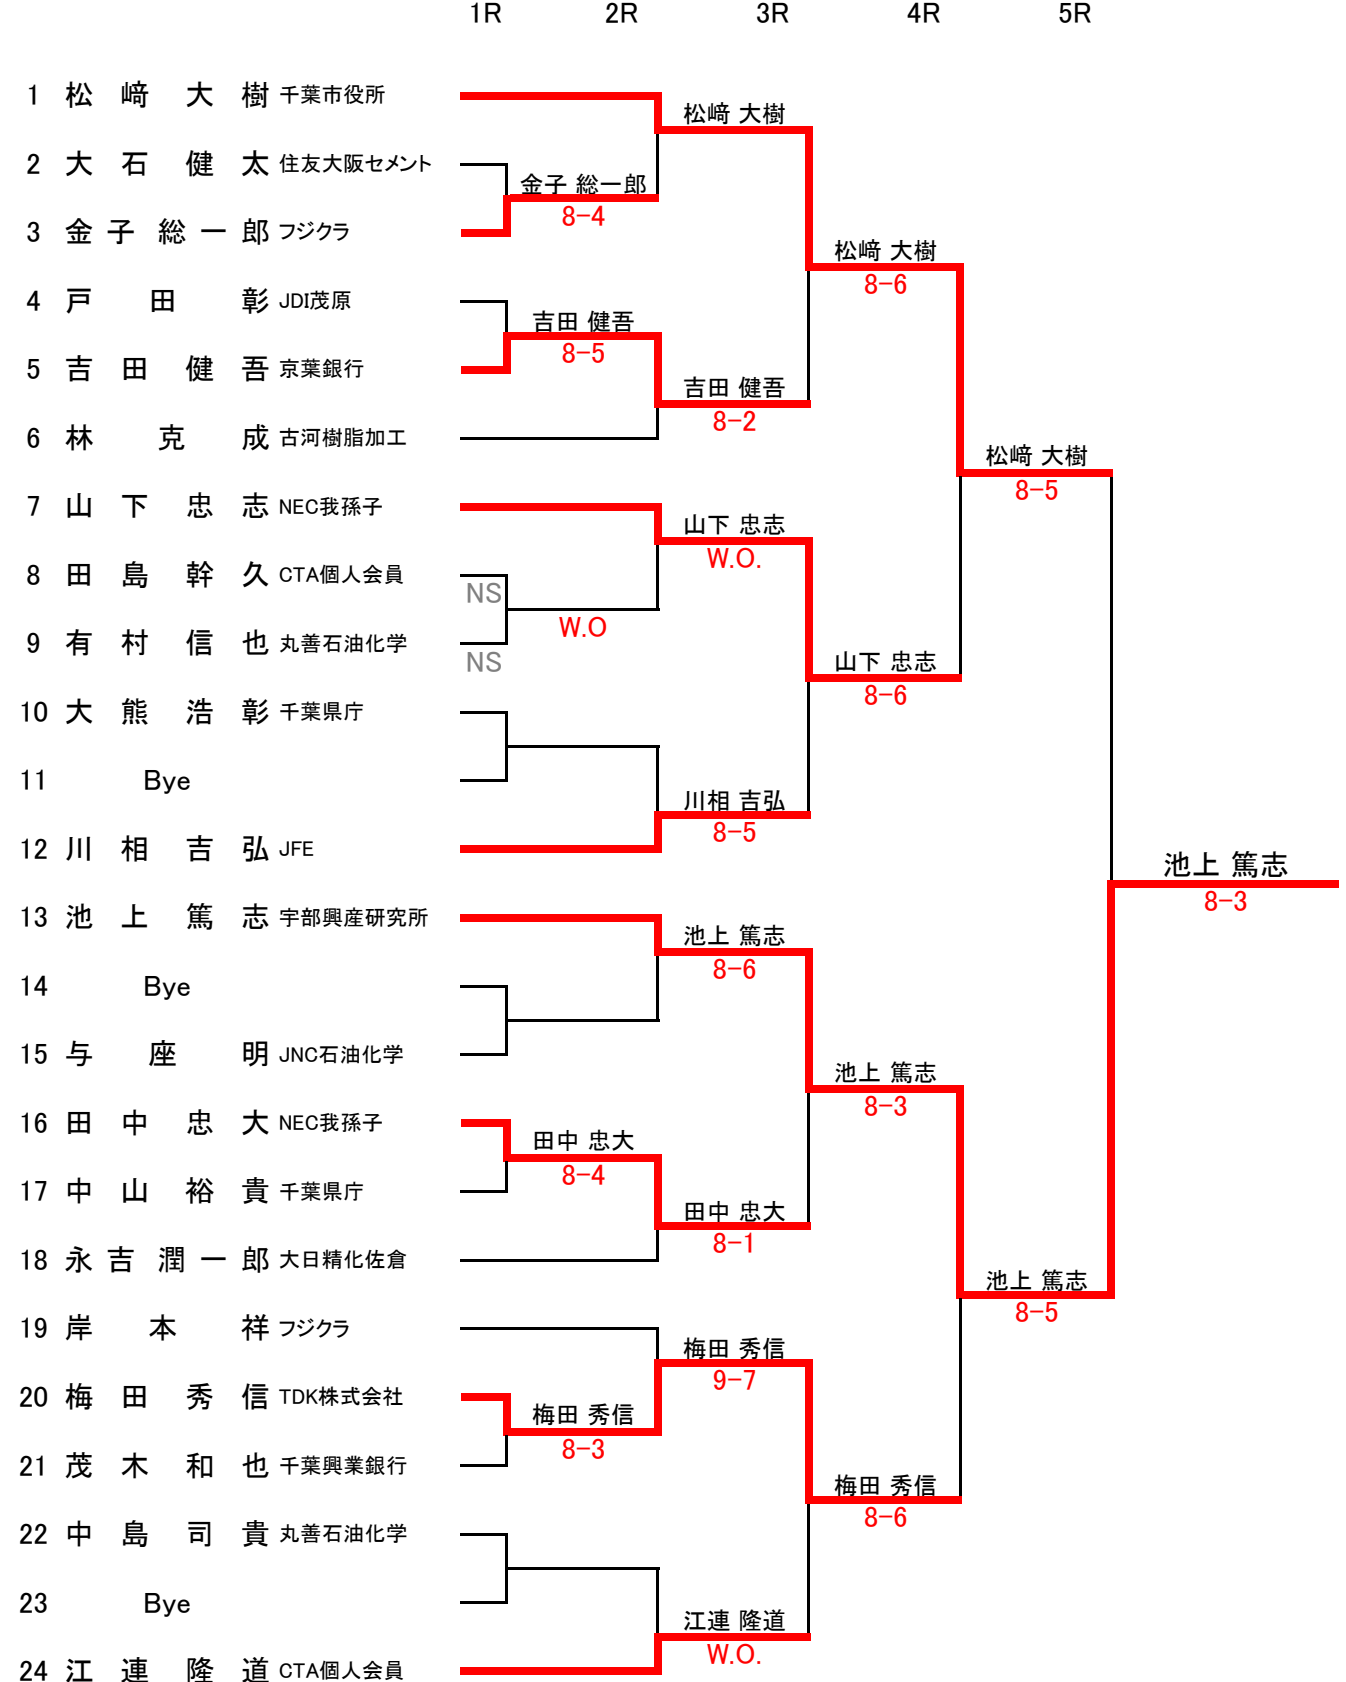 1R 2R 3R 4R 5R
1 松﨑 大樹 千葉市役所
松﨑 大樹
2 大石 健太 住友大阪セメント
金子 総一郎
8-4
3 金子 総一郎 フジクラ
松﨑 大樹
8-6
4 戸田 彰 JDI茂原
吉田 健吾
8-5
5 吉田 健吾 京葉銀行
吉田 健吾
8-2
6 林 克成 古河樹脂加工
松﨑 大樹
8-5
7 山下 忠志 NEC我孫子
山下 忠志
W.O.
8 田島 幹久 CTA個人会員
NS
W.O
9 有村 信也 丸善石油化学
NS
山下 忠志
8-6
10 大熊 浩彰 千葉県庁
11 Bye
川相 吉弘
8-5
12 川相 吉弘 JFE
池上 篤志
8-3
13 池上 篤志 宇部興産研究所
池上 篤志
8-6
14 Bye
15 与座 明 JNC石油化学
池上 篤志
8-3
16 田中 忠大 NEC我孫子
田中 忠大
8-4
17 中山 裕貴 千葉県庁
田中 忠大
8-1
18 永吉 潤一郎 大日精化佐倉
池上 篤志
8-5
19 岸本 祥 フジクラ
梅田 秀信
9-7
20 梅田 秀信 TDK株式会社
梅田 秀信
8-3
21 茂木 和也 千葉興業銀行
梅田 秀信
8-6
22 中島 司貴 丸善石油化学
23 Bye
江連 隆道
W.O.
24 江連 隆道 CTA個人会員